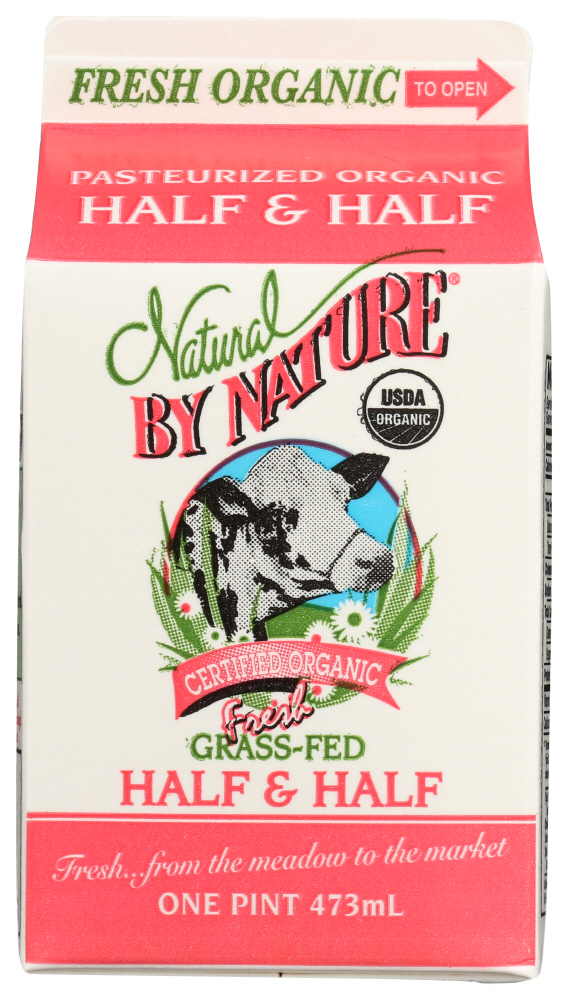 FRESH ORGANIC
TO OPEN
PASTEURIZED ORGANIC
HALF & HALF
Natural
BY NATURE®
USDA
ORGANIC
CERTIFIED ORGANIC
Fresh
GRASS-FED
HALF & HALF
Fresh...from the meadow to the market
ONE PINT 473mL